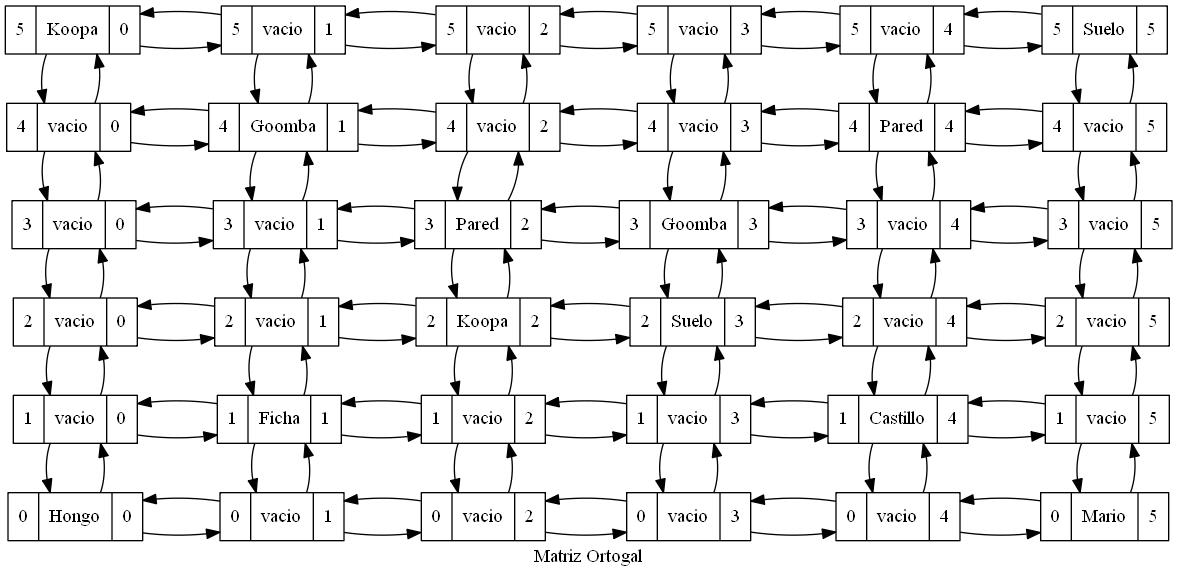 5 Koopa 0 5 vacio 1 5 vacio 2 5 vacio 3 5 vacio 4 5 Suelo 5
4 vacio 0 4 Goomba 1 4 vacio 2 4 vacio 3 4 Pared 4 4 vacio 5
3 vacio 0 3 vacio 1 3 Pared 2 3 Goomba 3 3 vacio 4 3 vacio 5
2 vacio 0 2 vacio 1 2 Koopa 2 2 Suelo 3 2 vacio 4 2 vacio 5
1 vacio 0 1 Ficha 1 1 vacio 2 1 vacio 3 1 Castillo 4 1 vacio 5
0 Hongo 0 0 vacio 1 0 vacio 2 0 vacio 3 0 vacio 4 0 Mario 5
Matriz Ortogal